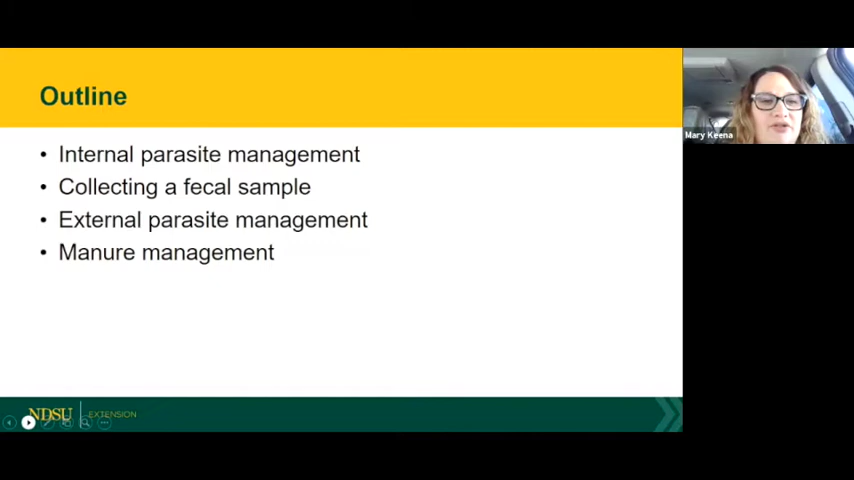 Outline
• Internal parasite management
• Collecting a fecal sample
• External parasite management
• Manure management
NDSU EXTENSION
Mary Keena